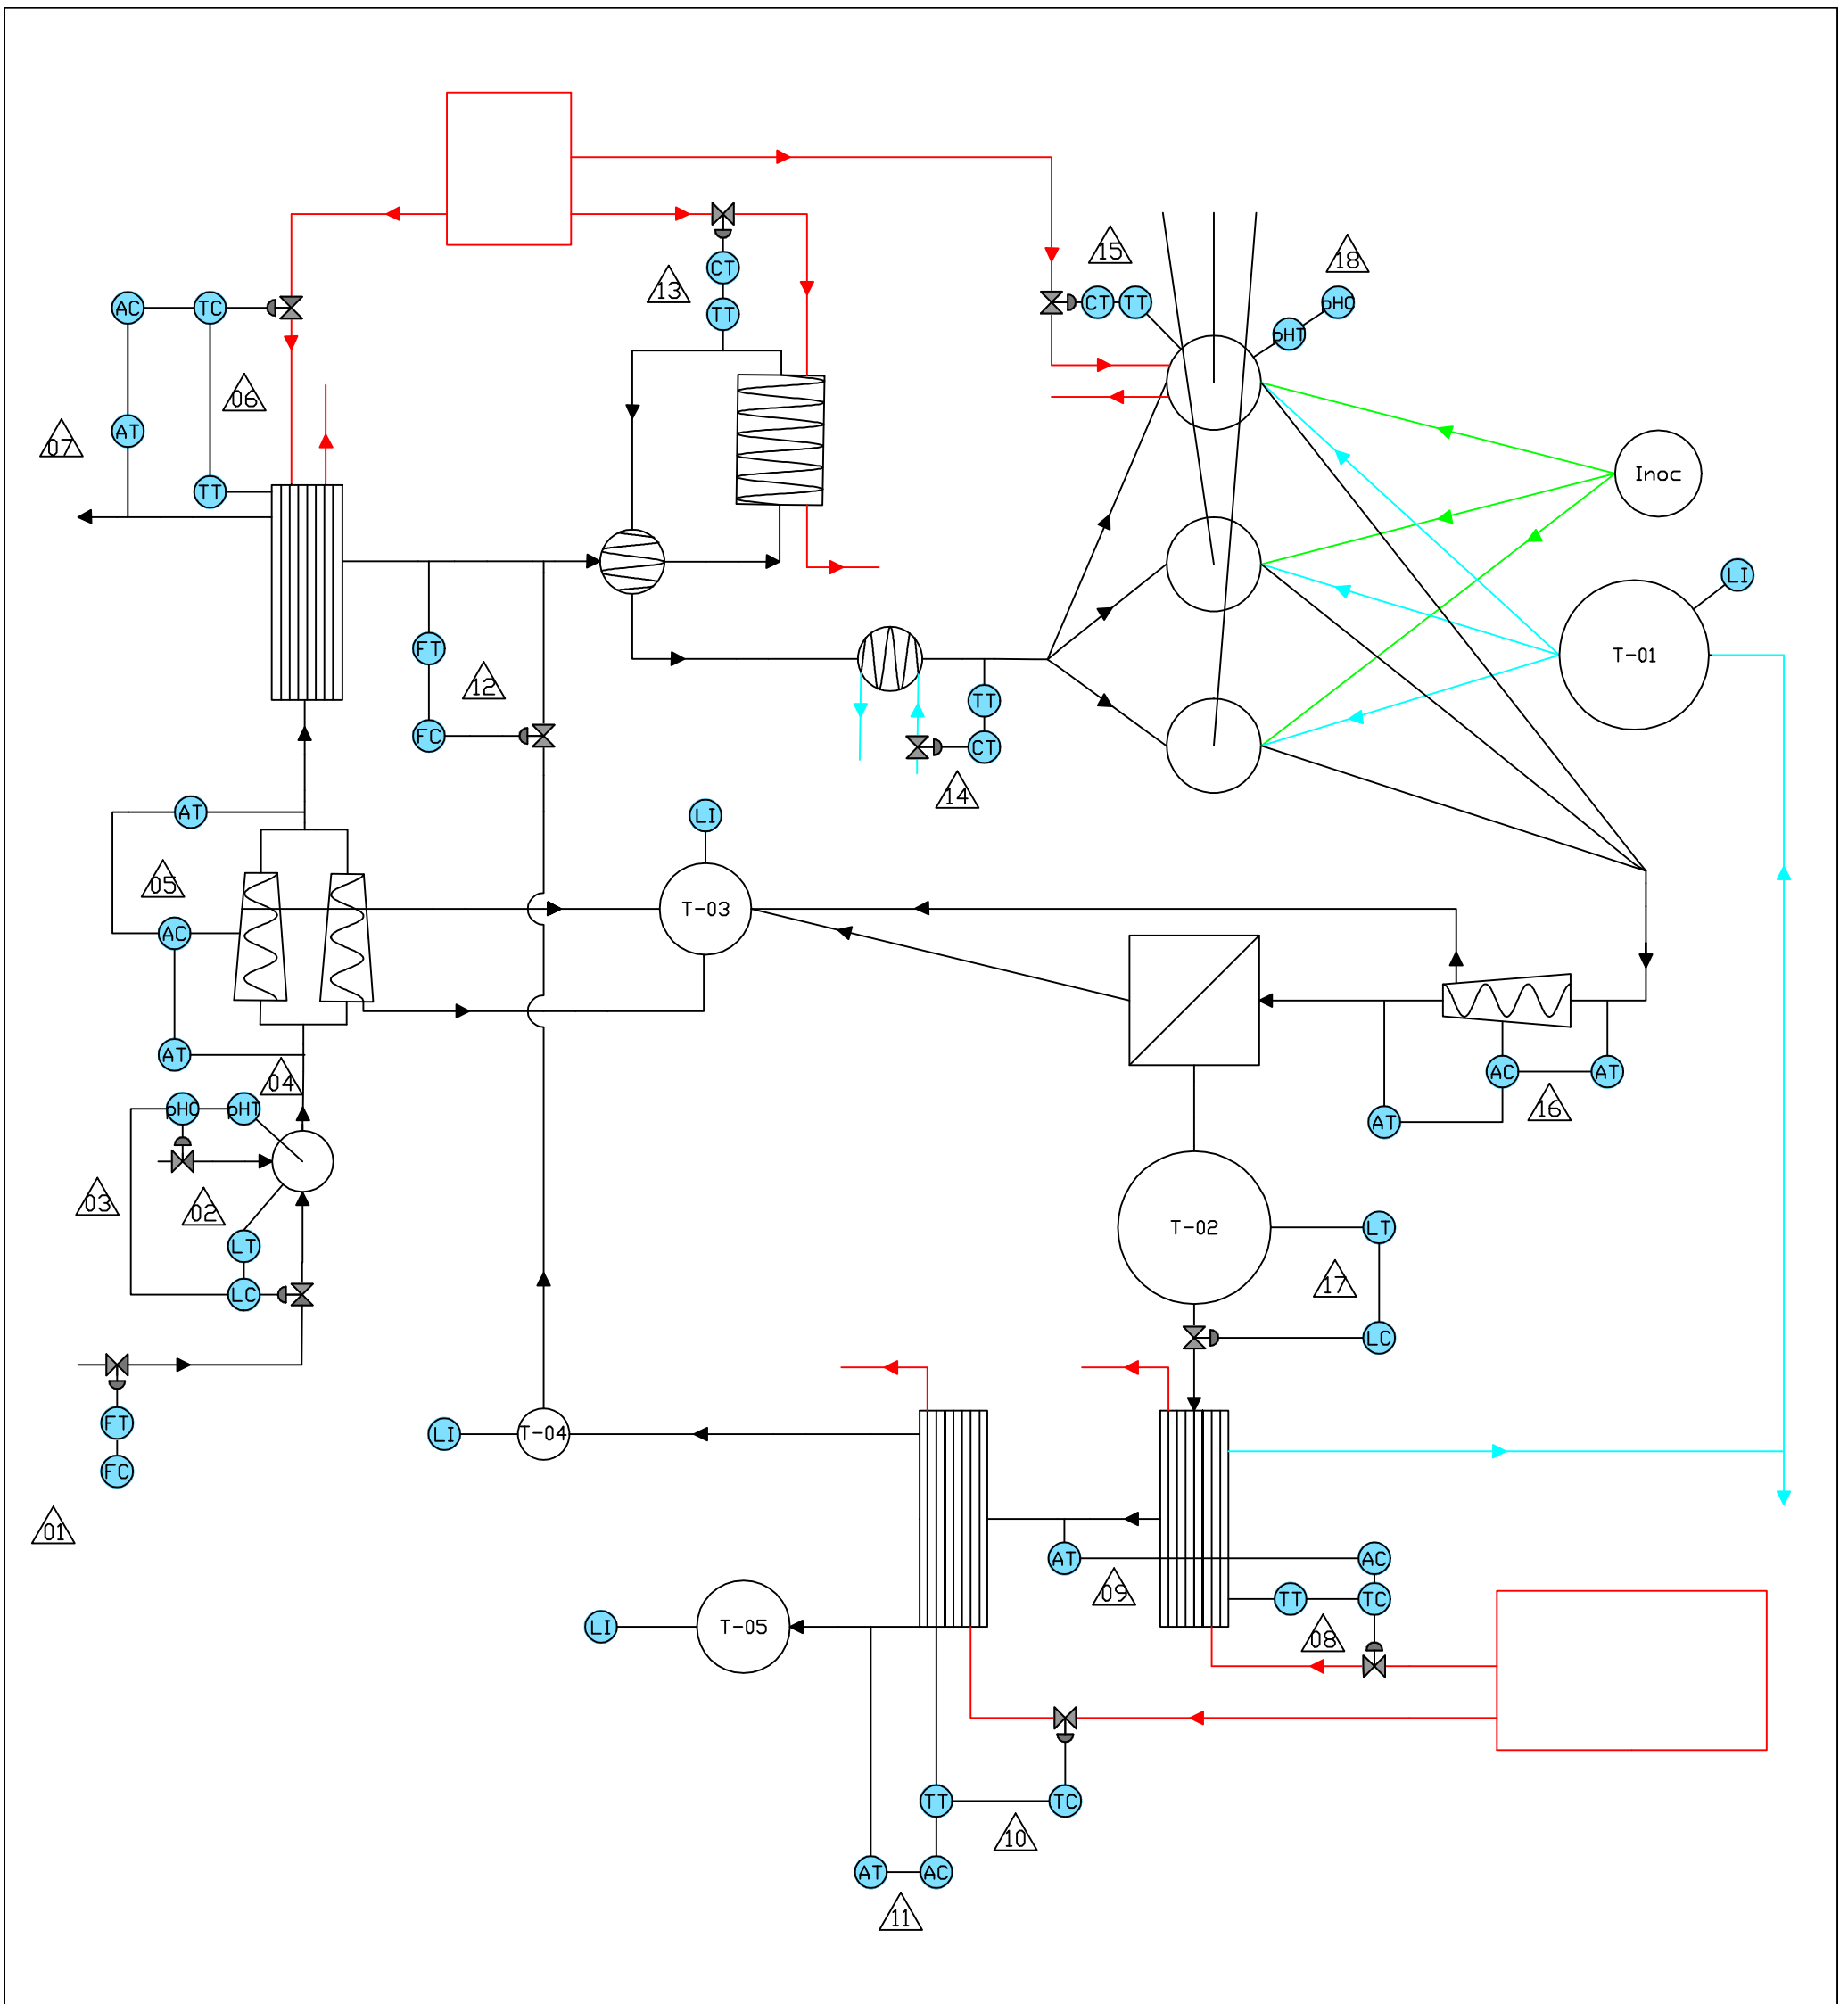 CT
15
18
13
AC
TC
TT
CT
TT
pHC
pHT
06
07
AT
TT
Inoc
LI
FT
T-01
12
TT
FC
CT
14
AT
LI
05
T-03
AC
AT
04
AC
AT
pHC
pHT
16
AT
03
02
LT
T-02
LT
17
LC
LC
FT
LI
T-04
FC
01
AT
AC
09
TT
TC
LI
T-05
08
TT
TC
10
AT
AC
11